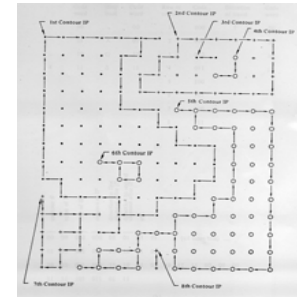 1st Contour IP
2nd Contour IP
3rd Contour IP
4th Contour IP
5th Contour IP
6th Contour IP
7th Contour IP
8th Contour IP